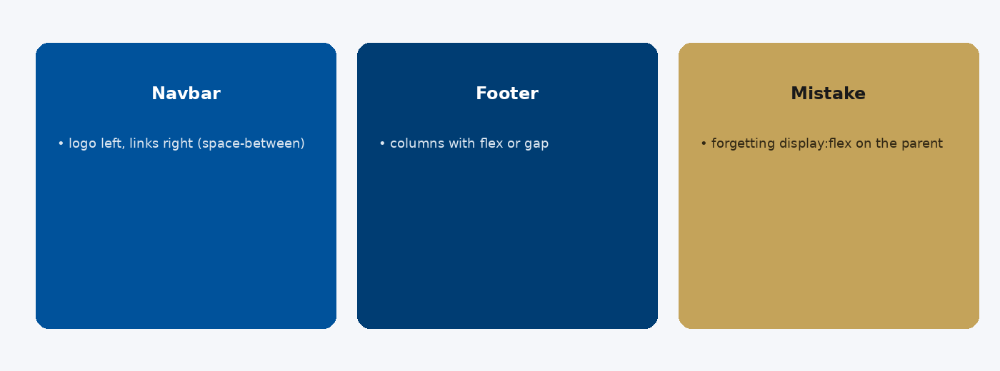 Navbar
• logo left, links right (space-between)
Footer
• columns with flex or gap
Mistake
• forgetting display:flex on the parent